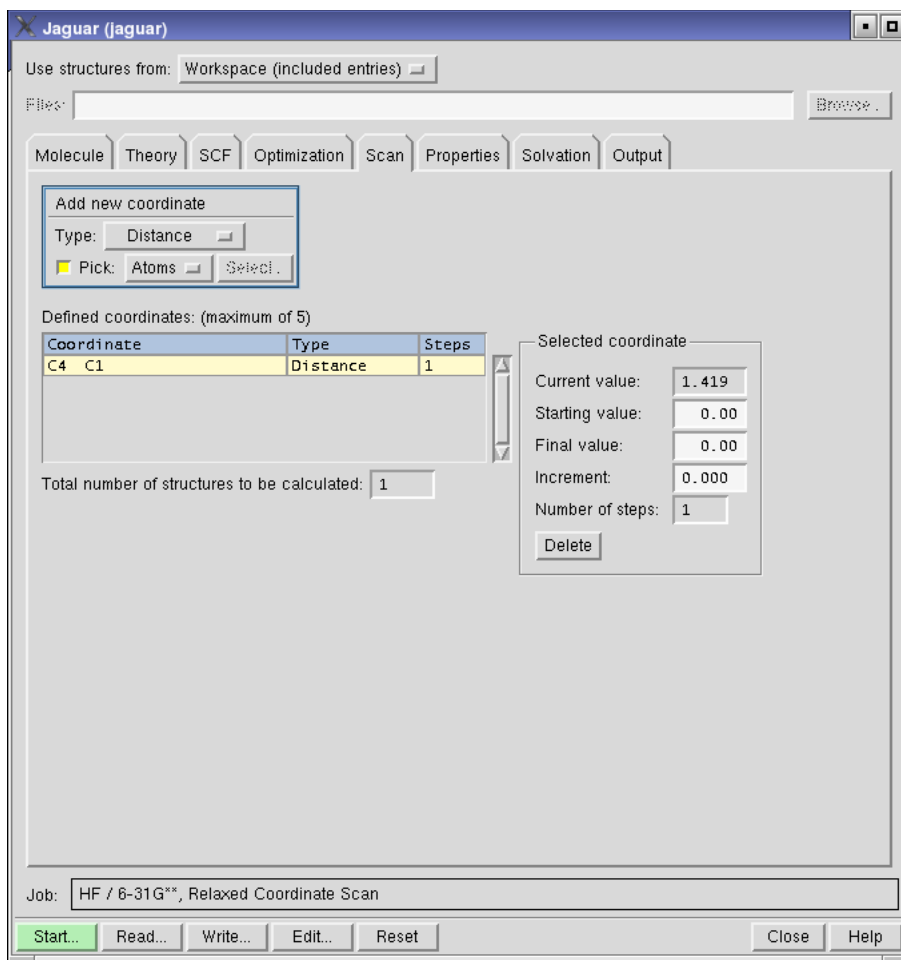 Jaguar (jaguar)
Use structures from: Workspace (included entries)
Files: Browse...
Molecule Theory SCF Optimization Scan Properties Solvation Output
Add new coordinate
Type: Distance
Pick: Atoms Select...
Defined coordinates: (maximum of 5)
Coordinate Type Steps
C4 C1 Distance 1
Total number of structures to be calculated: 1
Selected coordinate
Current value: 1.419
Starting value: 0.00
Final value: 0.00
Increment: 0.000
Number of steps: 1
Delete
Job: HF / 6-31G**, Relaxed Coordinate Scan
Start... Read... Write... Edit... Reset Close Help